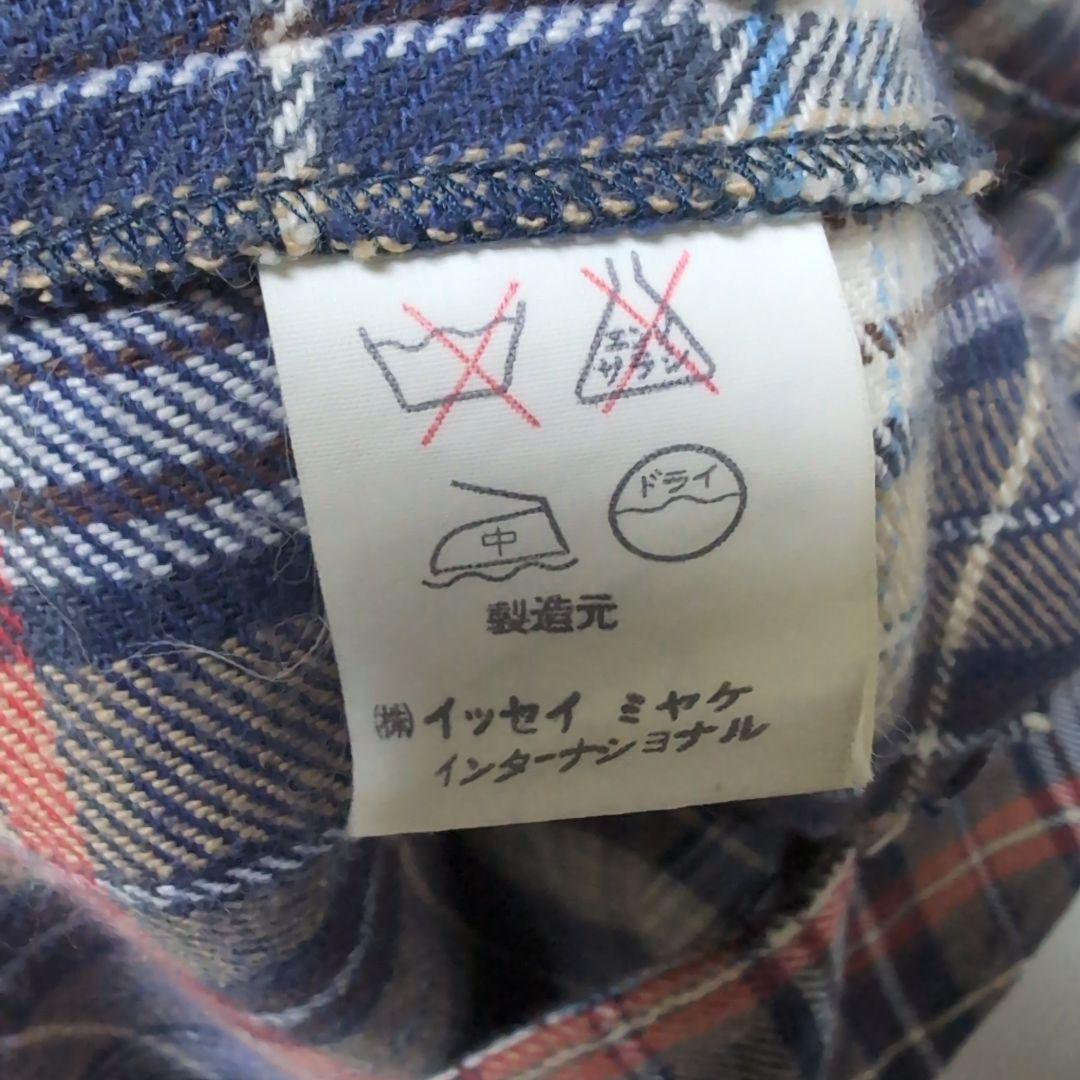 エン
サラシ
ドライ
中
製造元
㈱イッセイ ミヤケ
インターナショナル